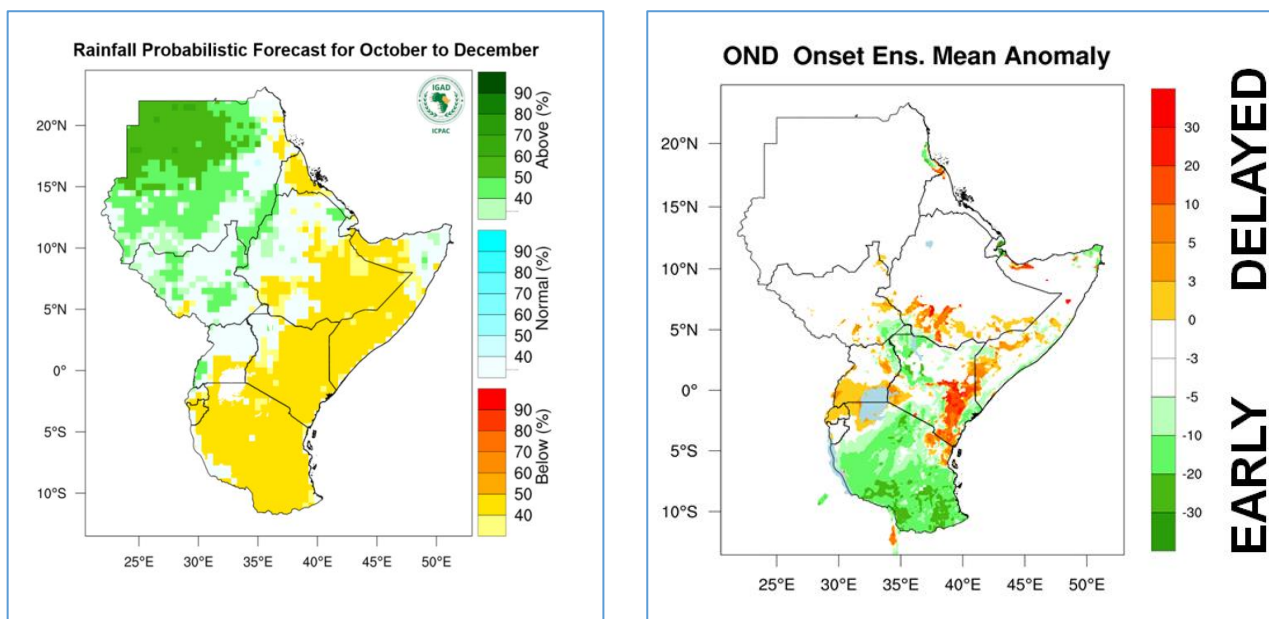 Rainfall Probabilistic Forecast for October to December
IGAD
ICPAC
20°N
15°N
10°N
5°N
0°
5°S
10°S
25°E 30°E 35°E 40°E 45°E 50°E
90
80
70
60
50
40
Above (%)
90
80
70
60
50
40
Normal (%)
90
80
70
60
50
40
Below (%)
OND Onset Ens. Mean Anomaly
20°N
15°N
10°N
5°N
0°
5°S
10°S
25°E 30°E 35°E 40°E 45°E 50°E
30
20
10
5
3
0
-3
-5
-10
-20
-30
DELAYED
EARLY